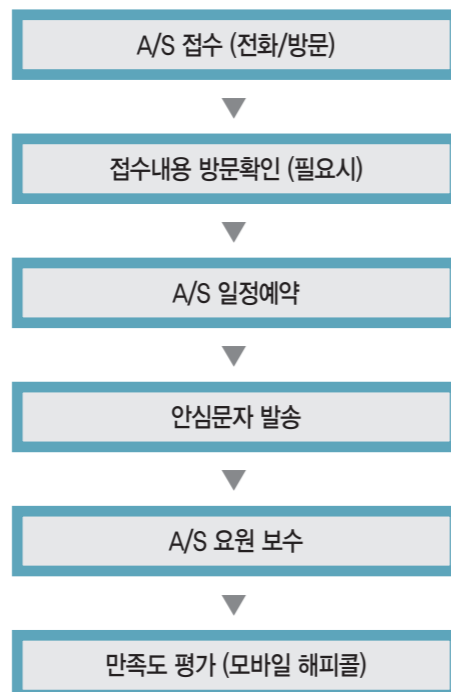 A/S 접수 (전화/방문)
접수내용 방문확인 (필요시)
A/S 일정예약
안심문자 발송
A/S 요원 보수
만족도 평가 (모바일 해피콜)